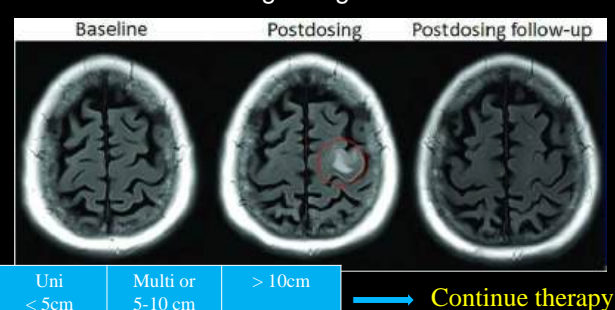 Baseline Postdosing Postdosing follow-up
Uni Multi or > 10cm
< 5cm 5-10 cm
Continue therapy